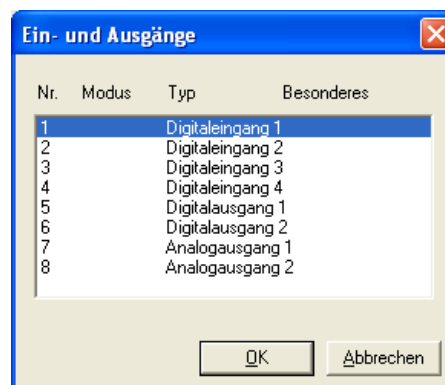 Ein- und Ausgänge
Nr. Modus Typ Besonderes
1 Digitaleingang 1
2 Digitaleingang 2
3 Digitaleingang 3
4 Digitaleingang 4
5 Digitalausgang 1
6 Digitalausgang 2
7 Analogausgang 1
8 Analogausgang 2
OK Abbrechen